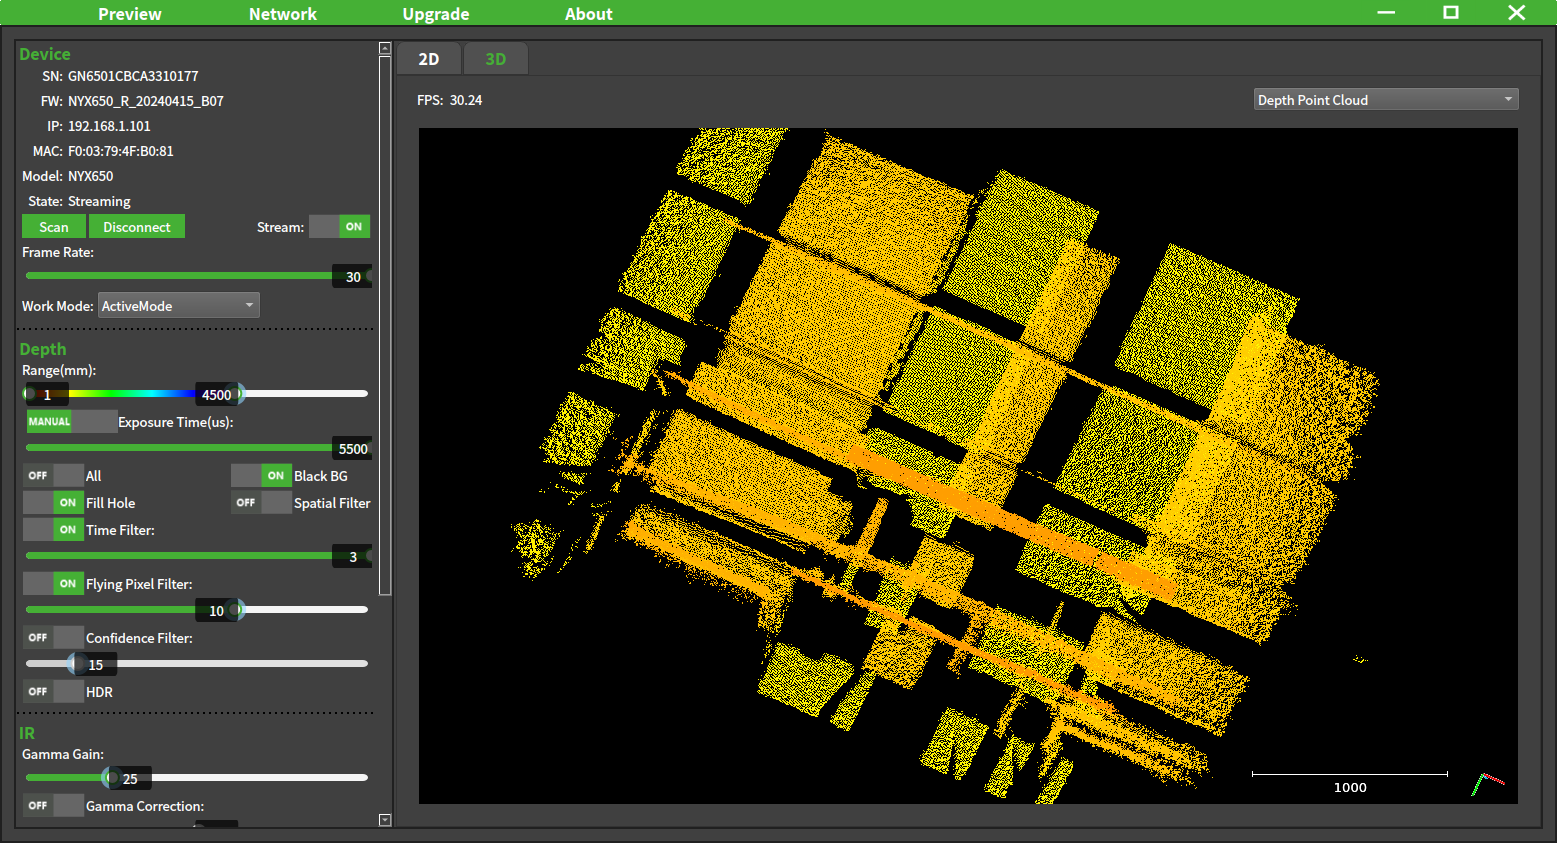 Preview Network Upgrade About
Device
SN: GN6501CBCA3310177
FW: NYX650_R_20240415_B07
IP: 192.168.1.101
MAC: F0:03:79:4F:B0:81
Model: NYX650
State: Streaming
Scan Disconnect Stream: ON
Frame Rate:
30
Work Mode: ActiveMode
Depth
Range(mm):
1 4500
MANUAL Exposure Time(us):
5500
OFF All ON Black BG
ON Fill Hole OFF Spatial Filter
ON Time Filter:
3
ON Flying Pixel Filter:
10
OFF Confidence Filter:
15
OFF HDR
IR
Gamma Gain:
25
OFF Gamma Correction:
2D 3D
FPS: 30.24 Depth Point Cloud
1000